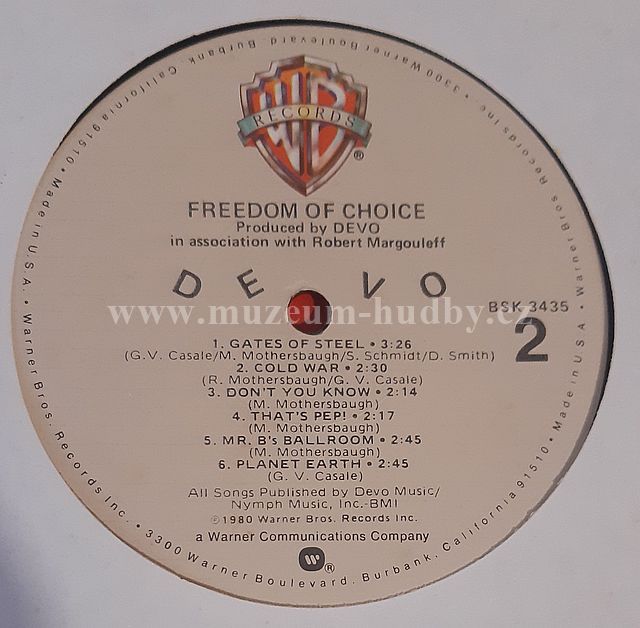 3300 Warner Boulevard, Burbank, California 91510 • Made in U.S.A. • Warner Bros. Records Inc. • 3300 Warner Boulevard, Burbank, California 91510 • Made in U.S.A • Warner Bros. Records Inc •
WB
RECORDS
®
FREEDOM OF CHOICE
Produced by DEVO
in association with Robert Margouleff
DEVO
BSK 3435
www.muzeum-hudby.cz
2
1. GATES OF STEEL • 3:26
(G.V. Casale/M. Mothersbaugh/S. Schmidt/D. Smith)
2. COLD WAR • 2:30
(R. Mothersbaugh/G. V. Casale)
3. DON'T YOU KNOW • 2:14
(M. Mothersbaugh)
4. THAT'S PEP! • 2:17
(M. Mothersbaugh)
5. MR. B's BALLROOM • 2:45
(M. Mothersbaugh)
6. PLANET EARTH • 2:45
(G. V. Casale)
All Songs Published by Devo Music/
Nymph Music, Inc.-BMI
℗1980 Warner Bros. Records Inc.
a Warner Communications Company
W ®